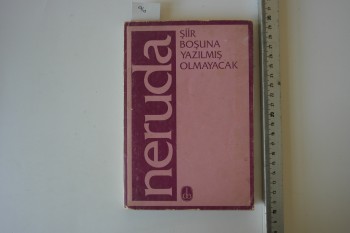 neruda
ŞİİR
BOŞUNA
YAZILMIŞ
OLMAYACAK